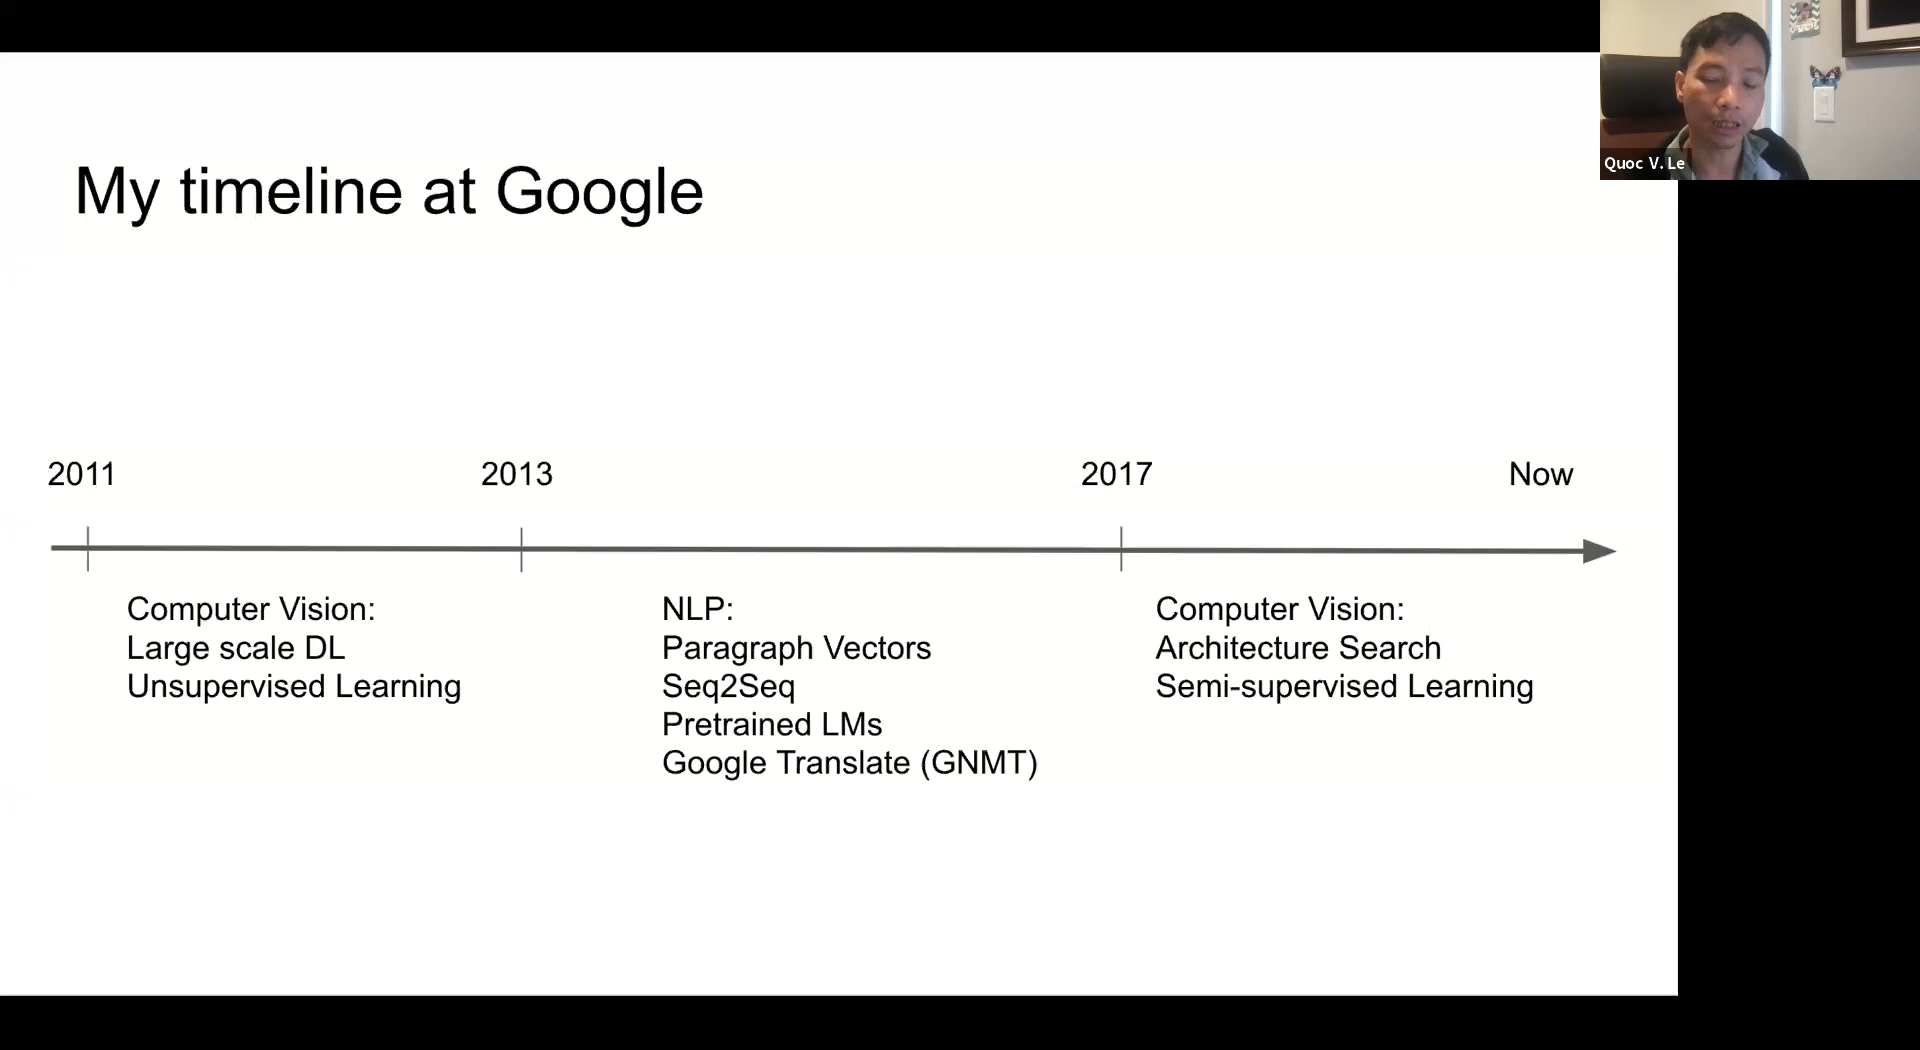 My timeline at Google
2011
2013
2017
Now
Computer Vision:
Large scale DL
Unsupervised Learning
NLP:
Paragraph Vectors
Seq2Seq
Pretrained LMs
Google Translate (GNMT)
Computer Vision:
Architecture Search
Semi-supervised Learning
Quoc V. Le